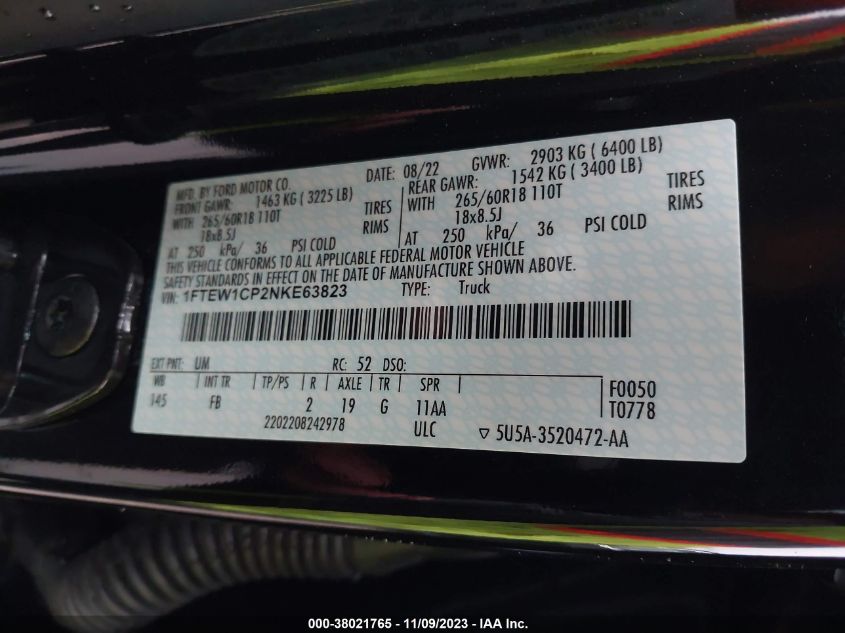 MFD. BY FORD MOTOR CO.
DATE: 08/22 GVWR: 2903 KG ( 6400 LB)
FRONT GAWR: 1463 KG ( 3225 LB)
REAR GAWR: 1542 KG ( 3400 LB)
WITH 265/60R18 110T TIRES
WITH 265/60R18 110T TIRES
18x8.5J RIMS
18x8.5J RIMS
AT 250 kPa/ 36 PSI COLD
AT 250 kPa/ 36 PSI COLD
THIS VEHICLE CONFORMS TO ALL APPLICABLE FEDERAL MOTOR VEHICLE
SAFETY STANDARDS IN EFFECT ON THE DATE OF MANUFACTURE SHOWN ABOVE.
VIN: 1FTEW1CP2NKE63823 TYPE: Truck
EXT PNT: UM RC: 52 DSO:
WB INT TR TP/PS R AXLE TR SPR F0050
145 FB 2 19 G 11AA T0778
2202208242978 ULC 5U5A-3520472-AA
000-38021765 - 11/09/2023 - IAA Inc.